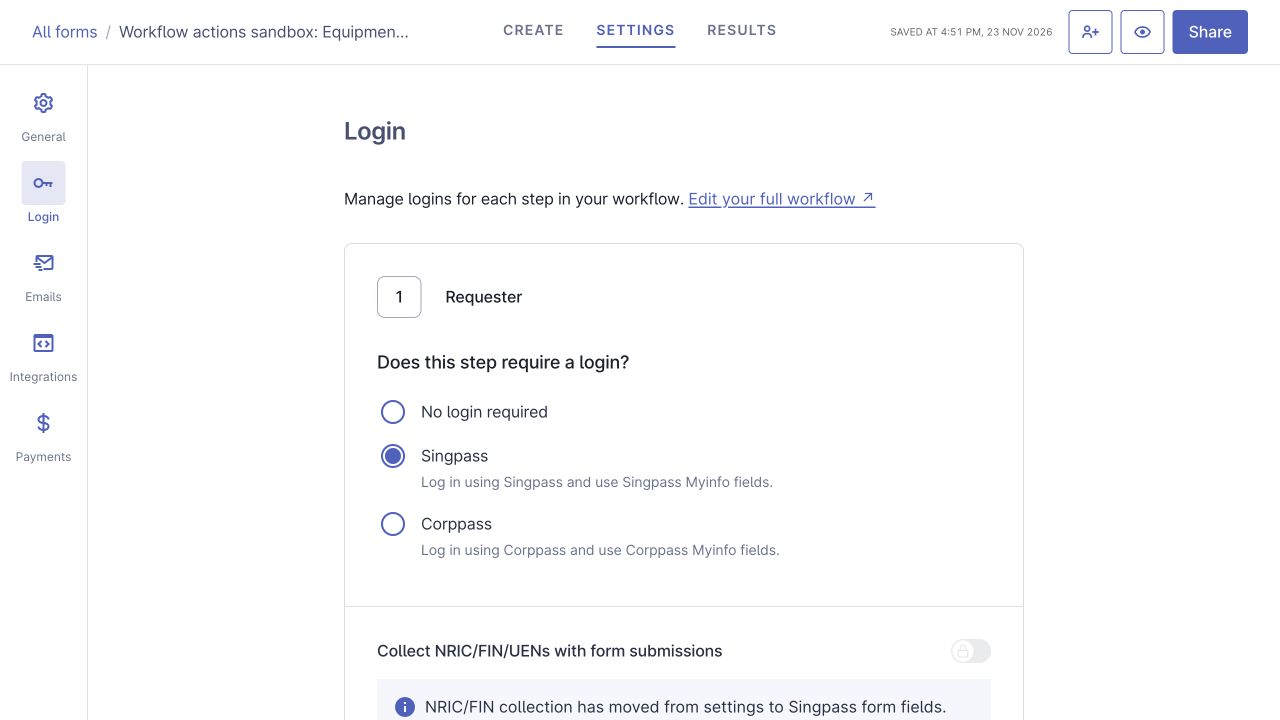 All forms / Workflow actions sandbox: Equipmen...
CREATE
SETTINGS
RESULTS
SAVED AT 4:51 PM, 23 NOV 2026
Share
General
Login
Emails
Integrations
Payments
Login
Manage logins for each step in your workflow. Edit your full workflow
1 Requester
Does this step require a login?
No login required
Singpass
Log in using Singpass and use Singpass Myinfo fields.
Corppass
Log in using Corppass and use Corppass Myinfo fields.
Collect NRIC/FIN/UENs with form submissions
NRIC/FIN collection has moved from settings to Singpass form fields.